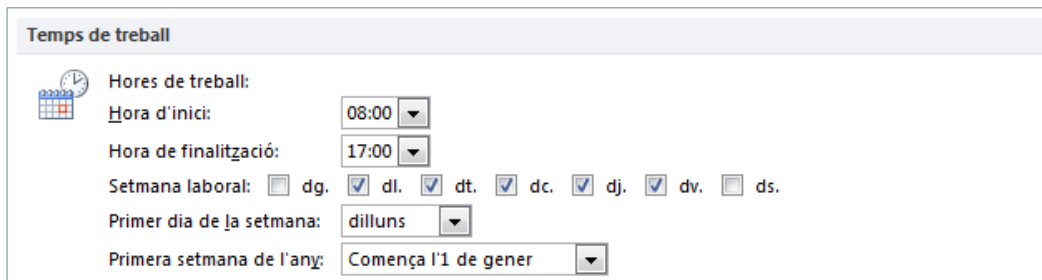 Temps de treball
Hores de treball:
Hora d'inici: 08:00
Hora de finalització: 17:00
Setmana laboral: dg. dl. dt. dc. dj. dv. ds.
Primer dia de la setmana: dilluns
Primera setmana de l'any: Comença l'1 de gener